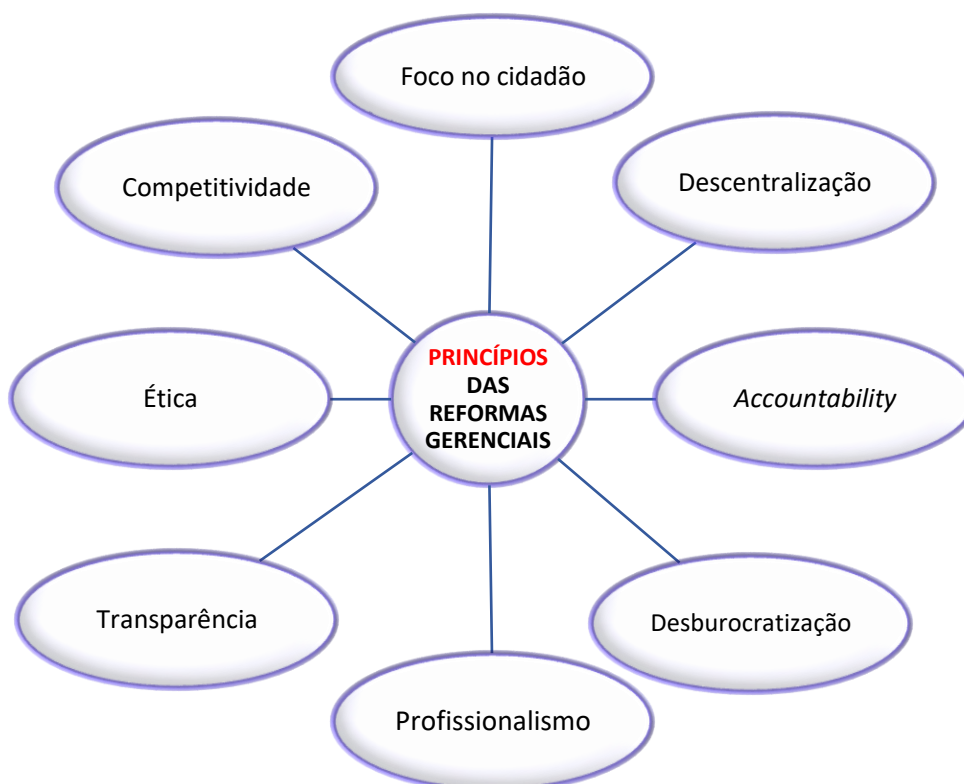 Foco no cidadão
Competitividade
Descentralização
PRINCÍPIOS
DAS
REFORMAS
GERENCIAIS
Ética
Accountability
Transparência
Desburocratização
Profissionalismo